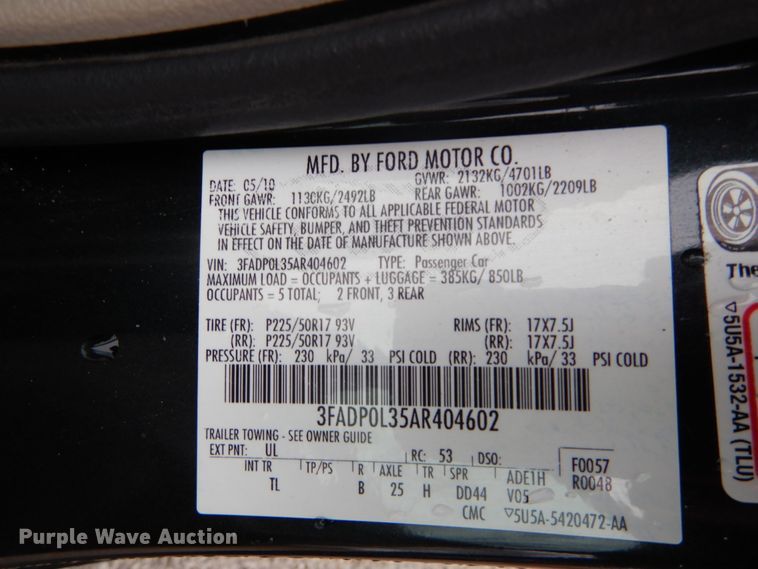 MFD. BY FORD MOTOR CO.
DATE: 05/10 GVWR: 2132KG/4701LB
FRONT GAWR: 1130KG/2492LB REAR GAWR: 1002KG/2209LB
THIS VEHICLE CONFORMS TO ALL APPLICABLE FEDERAL MOTOR
VEHICLE SAFETY, BUMPER, AND THEFT PREVENTION STANDARDS
IN EFFECT ON THE DATE OF MANUFACTURE SHOWN ABOVE.
VIN: 3FADP0L35AR404602 TYPE: Passenger Car
MAXIMUM LOAD = OCCUPANTS + LUGGAGE = 385KG/ 850LB
OCCUPANTS = 5 TOTAL; 2 FRONT, 3 REAR
TIRE (FR): P225/50R17 93V RIMS (FR): 17X7.5J
(RR): P225/50R17 93V (RR): 17X7.5J
PRESSURE (FR): 230 kPa/ 33 PSI COLD (RR): 230 kPa/ 33 PSI COLD
3FADP0L35AR404602
TRAILER TOWING - SEE OWNER GUIDE
EXT PNT: UL RC: 53 DSO: F0057
INT TR TP/PS R AXLE TR SPR ADE1H R0048
TL B 25 H DD44 V05
CMC ▽5U5A-5420472-AA
The
▽5U5A-1532-AA (TLU)
Purple Wave Auction